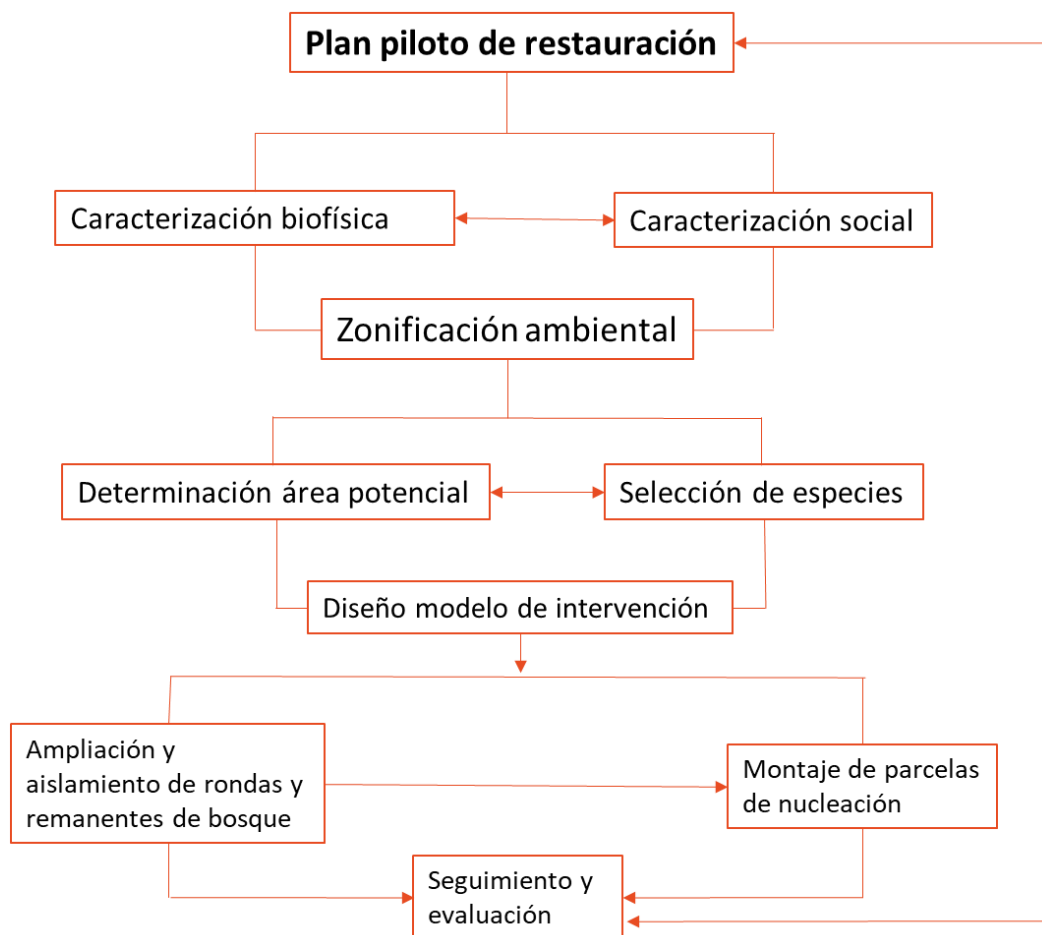 Plan piloto de restauración
Caracterización biofísica
Caracterización social
Zonificación ambiental
Determinación área potencial
Selección de especies
Diseño modelo de intervención
Ampliación y
aislamiento de rondas y
remanentes de bosque
Montaje de parcelas
de nucleación
Seguimiento y
evaluación